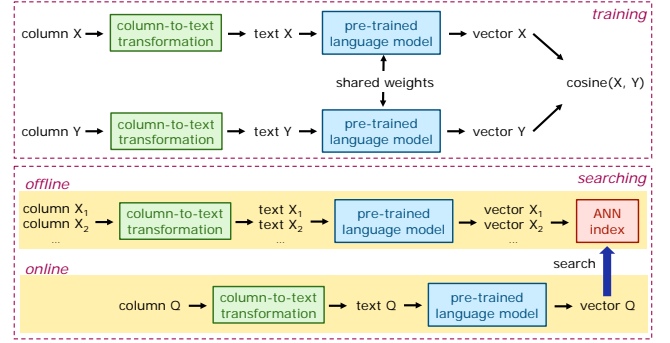 training
column X
column-to-text
transformation
text X
pre-trained
language model
vector X
shared weights
cosine(X, Y)
column Y
column-to-text
transformation
text Y
pre-trained
language model
vector Y
searching
offline
column X1
column X2
...
column-to-text
transformation
text X1
text X2
...
pre-trained
language model
vector X1
vector X2
...
ANN
index
search
online
column Q
column-to-text
transformation
text Q
pre-trained
language model
vector Q